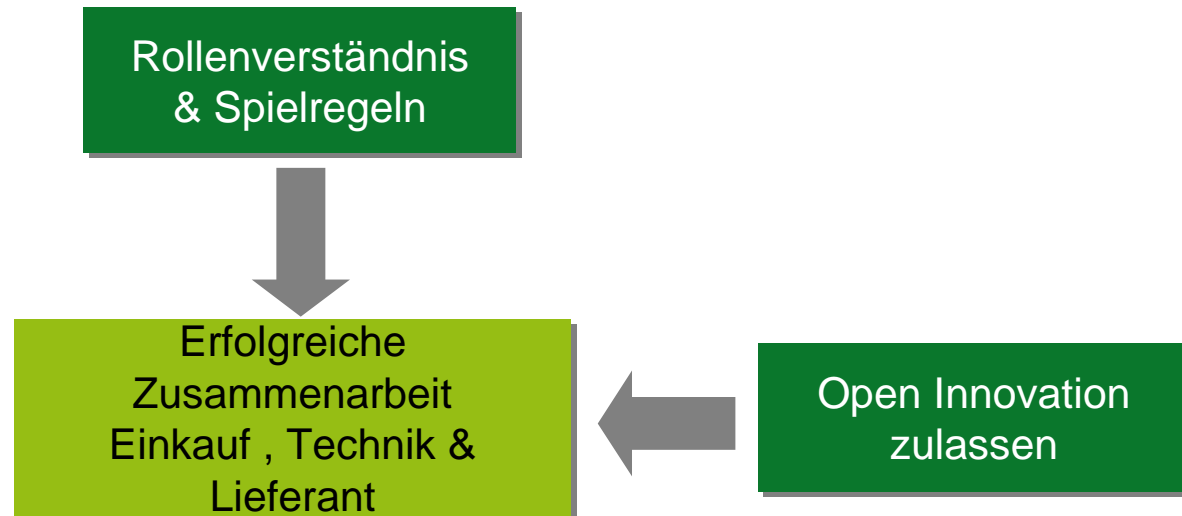 Rollenverständnis
& Spielregeln
Erfolgreiche
Zusammenarbeit
Einkauf , Technik &
Lieferant
Open Innovation
zulassen